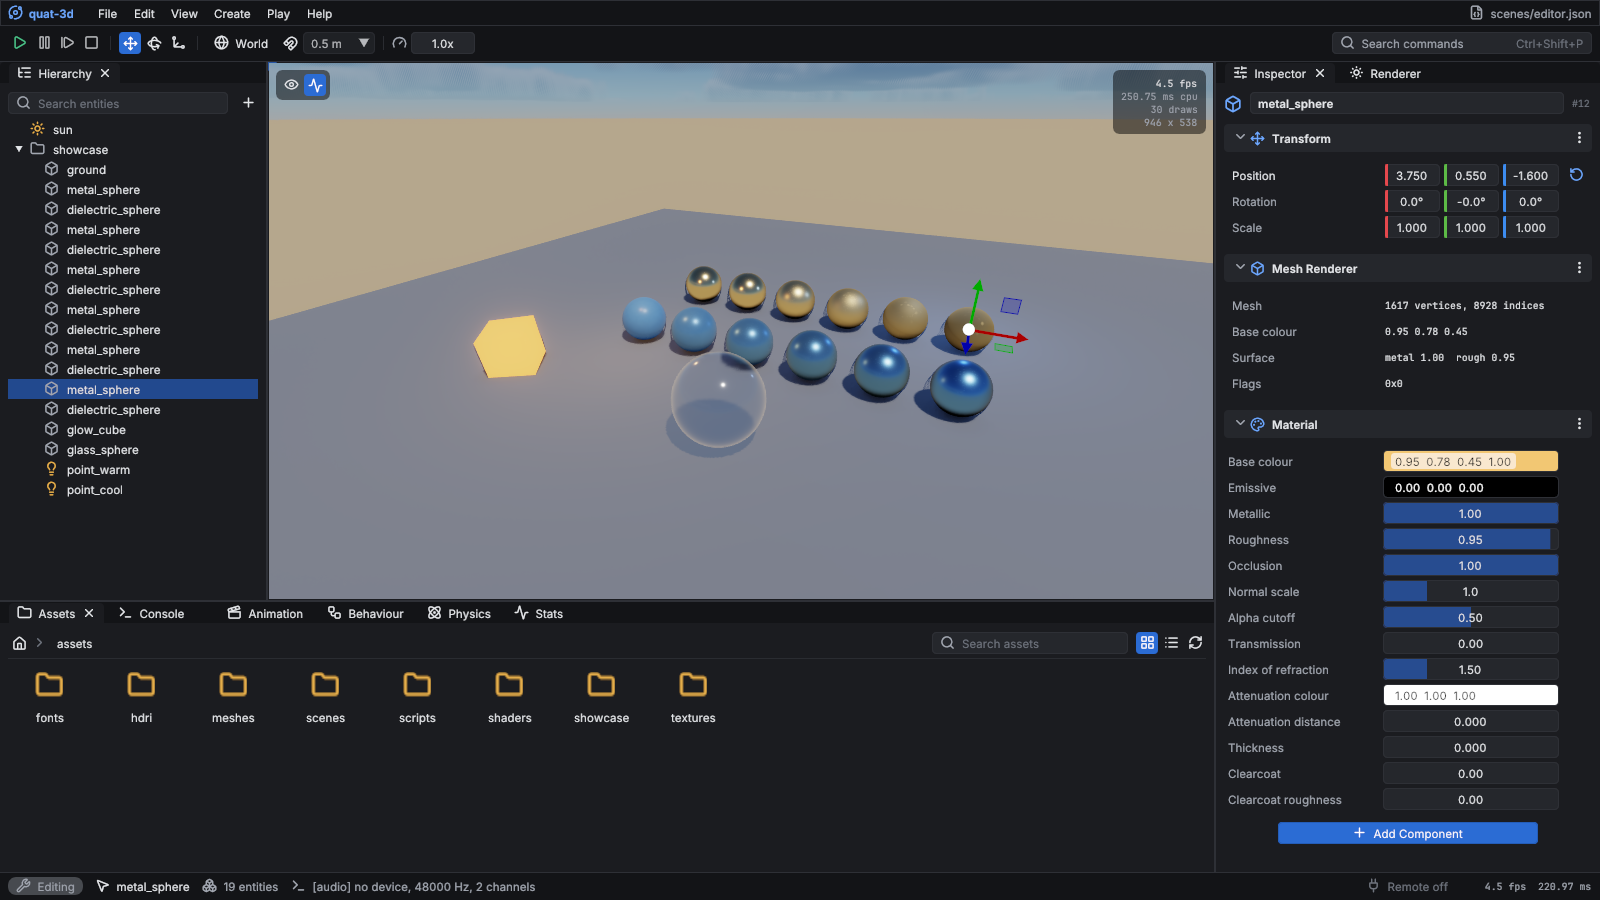 quat-3d File Edit View Create Play Help scenes/editor.json
World 0.5 m 1.0x Search commands Ctrl+Shift+P
Hierarchy
Search entities
sun
showcase
ground
metal_sphere
dielectric_sphere
metal_sphere
dielectric_sphere
metal_sphere
dielectric_sphere
metal_sphere
dielectric_sphere
metal_sphere
dielectric_sphere
metal_sphere
dielectric_sphere
glow_cube
glass_sphere
point_warm
point_cool
4.5 fps
250.75 ms cpu
30 draws
946 x 538
Inspector Renderer
metal_sphere #12
Transform
Position 3.750 0.550 -1.600
Rotation 0.0° -0.0° 0.0°
Scale 1.000 1.000 1.000
Mesh Renderer
Mesh 1617 vertices, 8928 indices
Base colour 0.95 0.78 0.45
Surface metal 1.00 rough 0.95
Flags 0x0
Material
Base colour 0.95 0.78 0.45 1.00
Emissive 0.00 0.00 0.00
Metallic 1.00
Roughness 0.95
Occlusion 1.00
Normal scale 1.0
Alpha cutoff 0.50
Transmission 0.00
Index of refraction 1.50
Attenuation colour 1.00 1.00 1.00
Attenuation distance 0.000
Thickness 0.000
Clearcoat 0.00
Clearcoat roughness 0.00
Add Component
Assets Console Animation Behaviour Physics Stats
assets Search assets
fonts hdri meshes scenes scripts shaders showcase textures
Editing metal_sphere 19 entities [audio] no device, 48000 Hz, 2 channels Remote off 4.5 fps 220.97 ms